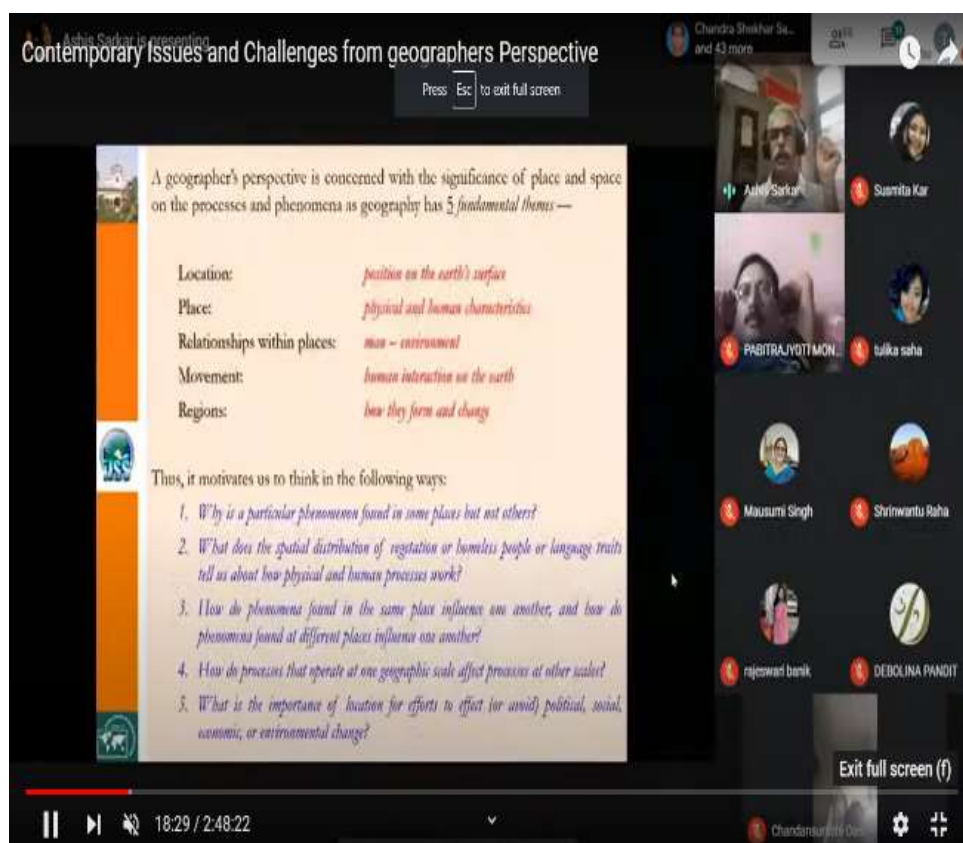 Ashis Sarkar is presenting
Contemporary Issues and Challenges from geographers Perspective
Chandra Shekhar Sa...
and 43 more
Press Esc to exit full screen
A geographer's perspective is concerned with the significance of place and space
on the processes and phenomena as geography has 5 fundamental themes —
Location: position on the earth's surface
Place: physical and human characteristics
Relationships within places: man – environment
Movement: human interaction on the earth
Regions: how they form and change
Thus, it motivates us to think in the following ways:
1. Why is a particular phenomenon found in some places but not others?
2. What does the spatial distribution of vegetation or homeless people or language traits
tell us about how physical and human processes work?
3. How do phenomena found in the same place influence one another, and how do
phenomena found at different places influence one another?
4. How do processes that operate at one geographic scale affect processes at other scales?
5. What is the importance of location for efforts to effect (or avoid) political, social,
economic, or environmental change?
Ashis Sarkar
Susmita Kar
PABITRAJYOTI MON...
tulika saha
Mausumi Singh
Shrinwantu Raha
rajeswari banik
DEBOLINA PANDIT
Exit full screen (f)
18:29 / 2:48:22